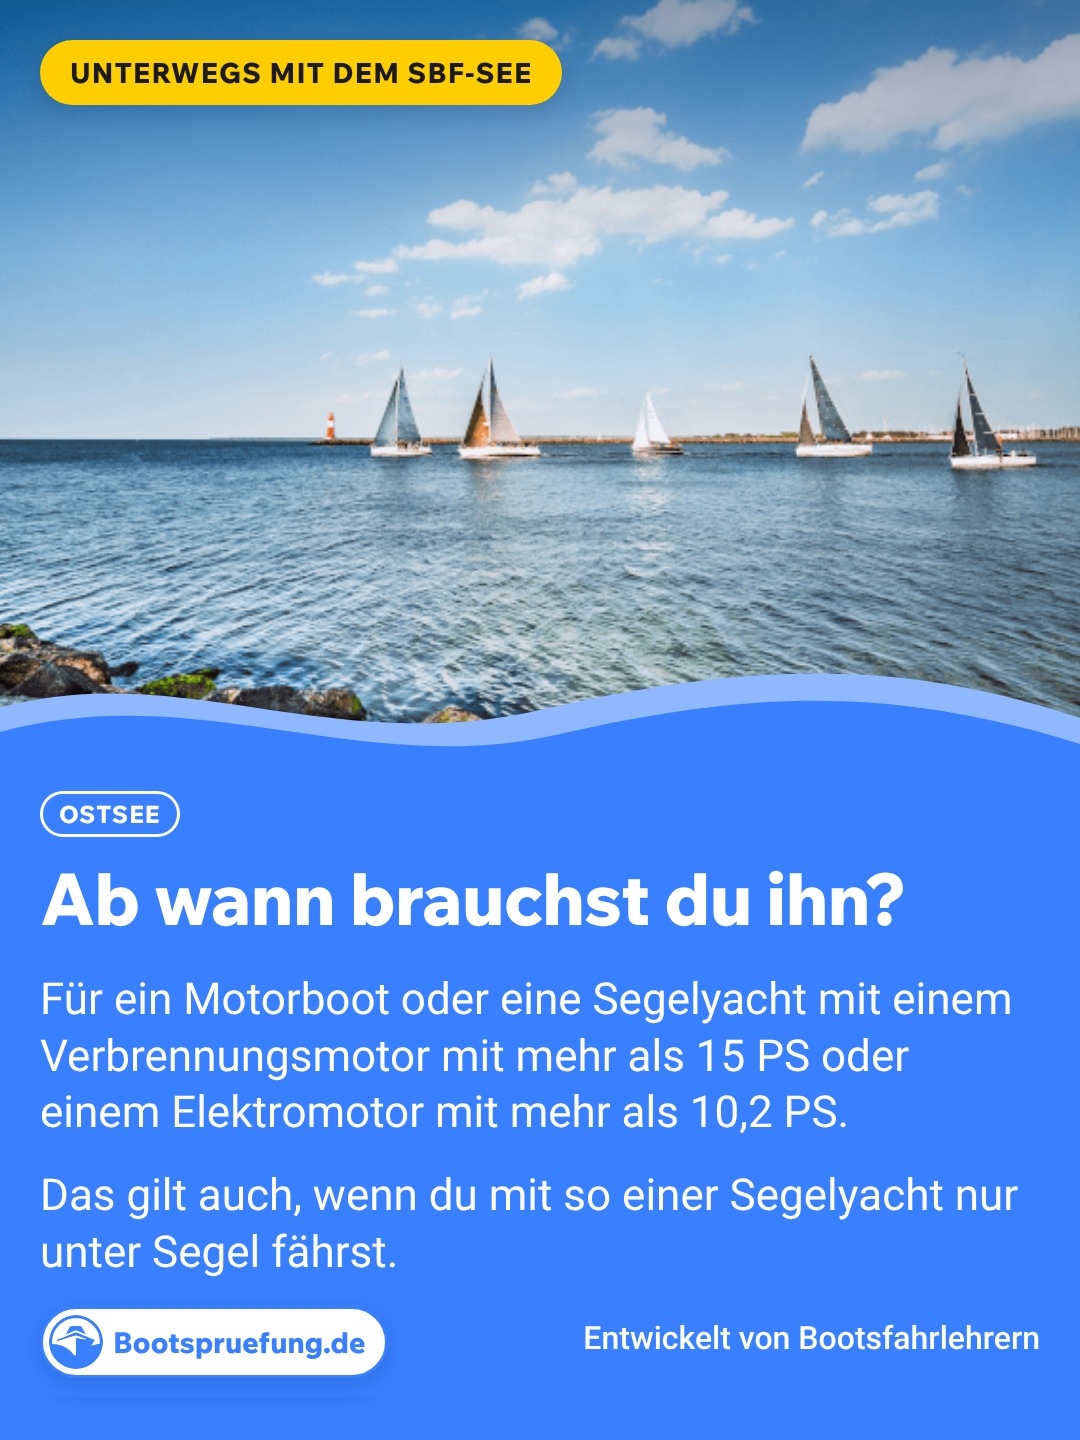 UNTERWEGS MIT DEM SBF-SEE
OSTSEE
Ab wann brauchst du ihn?
Für ein Motorboot oder eine Segelyacht mit einem
Verbrennungsmotor mit mehr als 15 PS oder
einem Elektromotor mit mehr als 10,2 PS.
Das gilt auch, wenn du mit so einer Segelyacht nur
unter Segel fährst.
Bootspruefung.de
Entwickelt von Bootsfahrlehrern